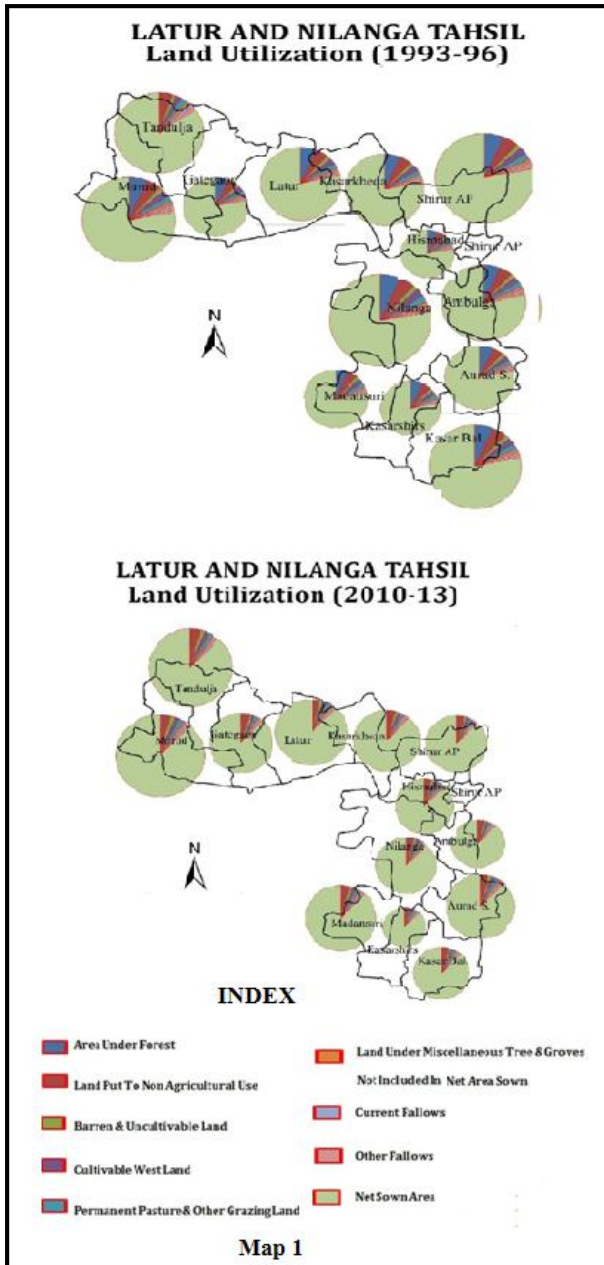 LATUR AND NILANGA TAHSIL
Land Utilization (1993-96)
Tandulja
Murud
Gategaon
Latur
Kasarkheda
Shirur AP
Hismabad
Shirur AP
Nilanga
Ambulga
Aurad S.
Madansuri
Kasarshirs
Kasar Bal
N
LATUR AND NILANGA TAHSIL
Land Utilization (2010-13)
Tandulja
Murud
Gategaon
Latur
Kasarkheda
Shirur AP
Shirur AP
Ambulga
Nilanga
N
Aurad S.
Madansuri
Kasarshirs
Kasar Bal
INDEX
Area Under Forest
Land Put To Non Agricultural Use
Barren & Uncultivable Land
Cultivable West Land
Permanent Pasture & Other Grazing Land
Land Under Miscellaneous Tree & Groves
Not Included In Net Area Sown
Current Fallows
Other Fallows
Net Sown Area
Map 1